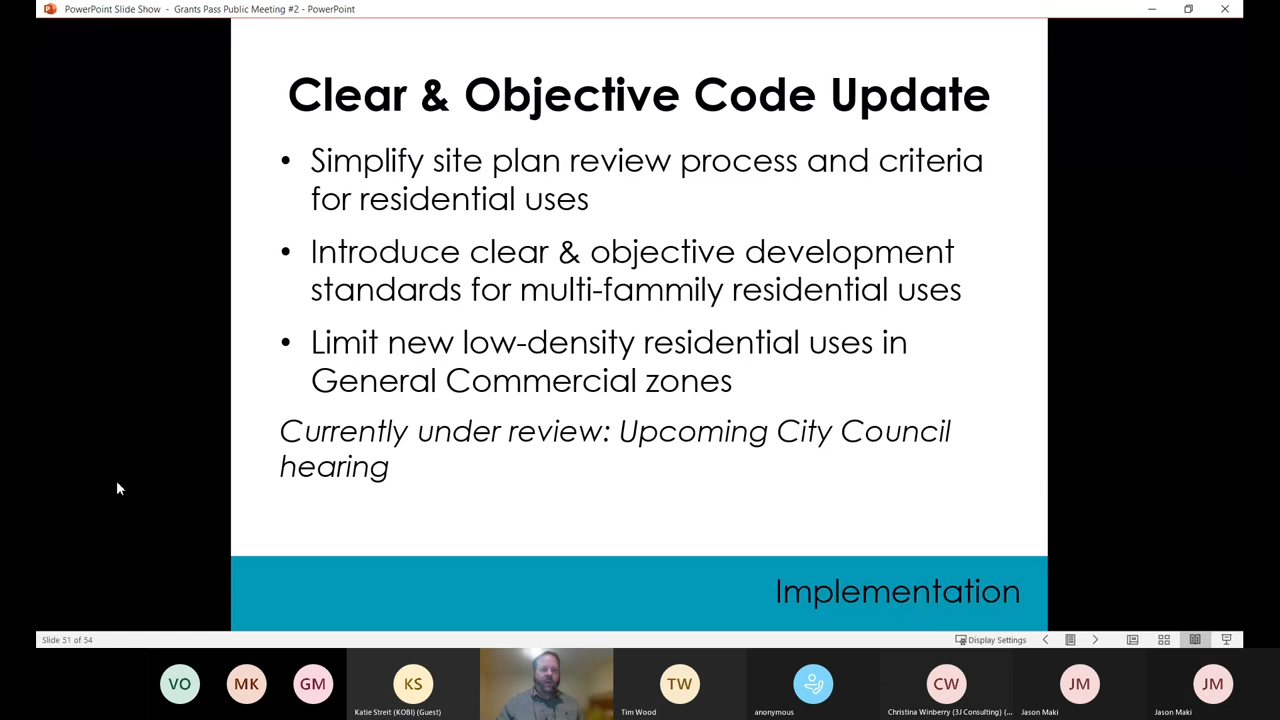 PowerPoint Slide Show - Grants Pass Public Meeting #2 - PowerPoint
Clear & Objective Code Update
• Simplify site plan review process and criteria
for residential uses
• Introduce clear & objective development
standards for multi-fammily residential uses
• Limit new low-density residential uses in
General Commercial zones
Currently under review: Upcoming City Council
hearing
Implementation
Slide 51 of 54
Display Settings
VO
MK
GM
KS
TW
CW
JM
JM
Katie Streit (KOBI) (Guest)
Tim Wood
anonymous
Christina Winberry (3J Consulting) (...
Jason Maki
Jason Maki